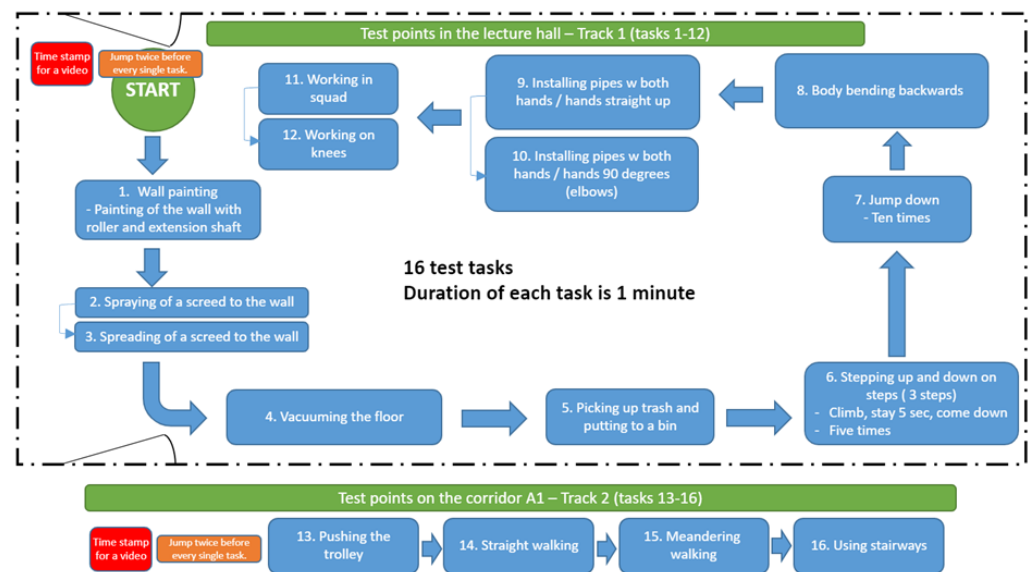 Test points in the lecture hall – Track 1 (tasks 1-12)
Time stamp
for a video
Jump twice before
every single task.
START
1. Wall painting
- Painting of the wall with
roller and extension shaft
2. Spraying of a screed to the wall
3. Spreading of a screed to the wall
4. Vacuuming the floor
5. Picking up trash and
putting to a bin
6. Stepping up and down on
steps ( 3 steps)
- Climb, stay 5 sec, come down
- Five times
7. Jump down
- Ten times
8. Body bending backwards
9. Installing pipes w both
hands / hands straight up
10. Installing pipes w both
hands / hands 90 degrees
(elbows)
11. Working in
squad
12. Working on
knees
16 test tasks
Duration of each task is 1 minute
Test points on the corridor A1 – Track 2 (tasks 13-16)
Time stamp
for a video
Jump twice before
every single task.
13. Pushing the
trolley
14. Straight walking
15. Meandering
walking
16. Using stairways